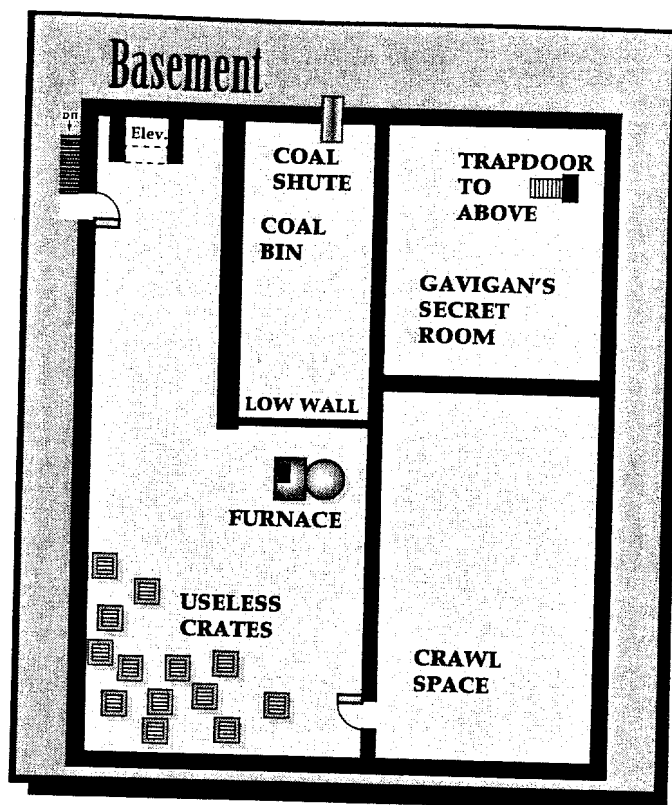 Basement
DN
Elev.
COAL
SHUTE
COAL
BIN
TRAPDOOR
TO
ABOVE
GAVIGAN'S
SECRET
ROOM
LOW WALL
FURNACE
USELESS
CRATES
CRAWL
SPACE